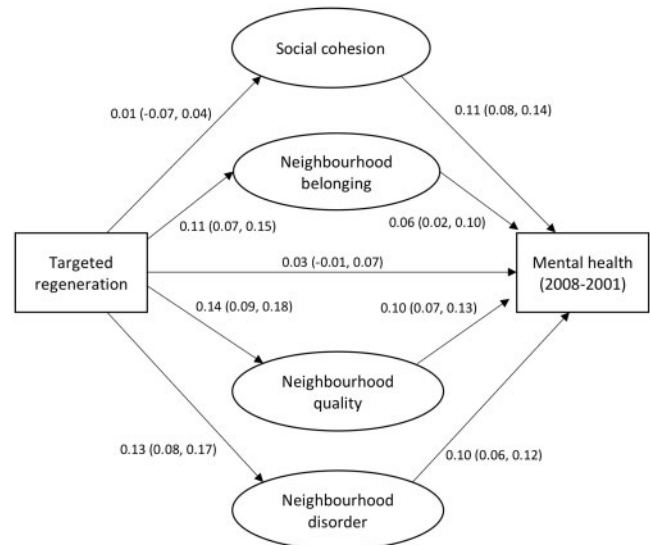 Social cohesion
0.01 (-0.07, 0.04)
0.11 (0.08, 0.14)
Neighbourhood
belonging
0.11 (0.07, 0.15)
0.06 (0.02, 0.10)
Targeted
regeneration
0.03 (-0.01, 0.07)
Mental health
(2008-2001)
0.14 (0.09, 0.18)
0.10 (0.07, 0.13)
Neighbourhood
quality
0.13 (0.08, 0.17)
0.10 (0.06, 0.12)
Neighbourhood
disorder